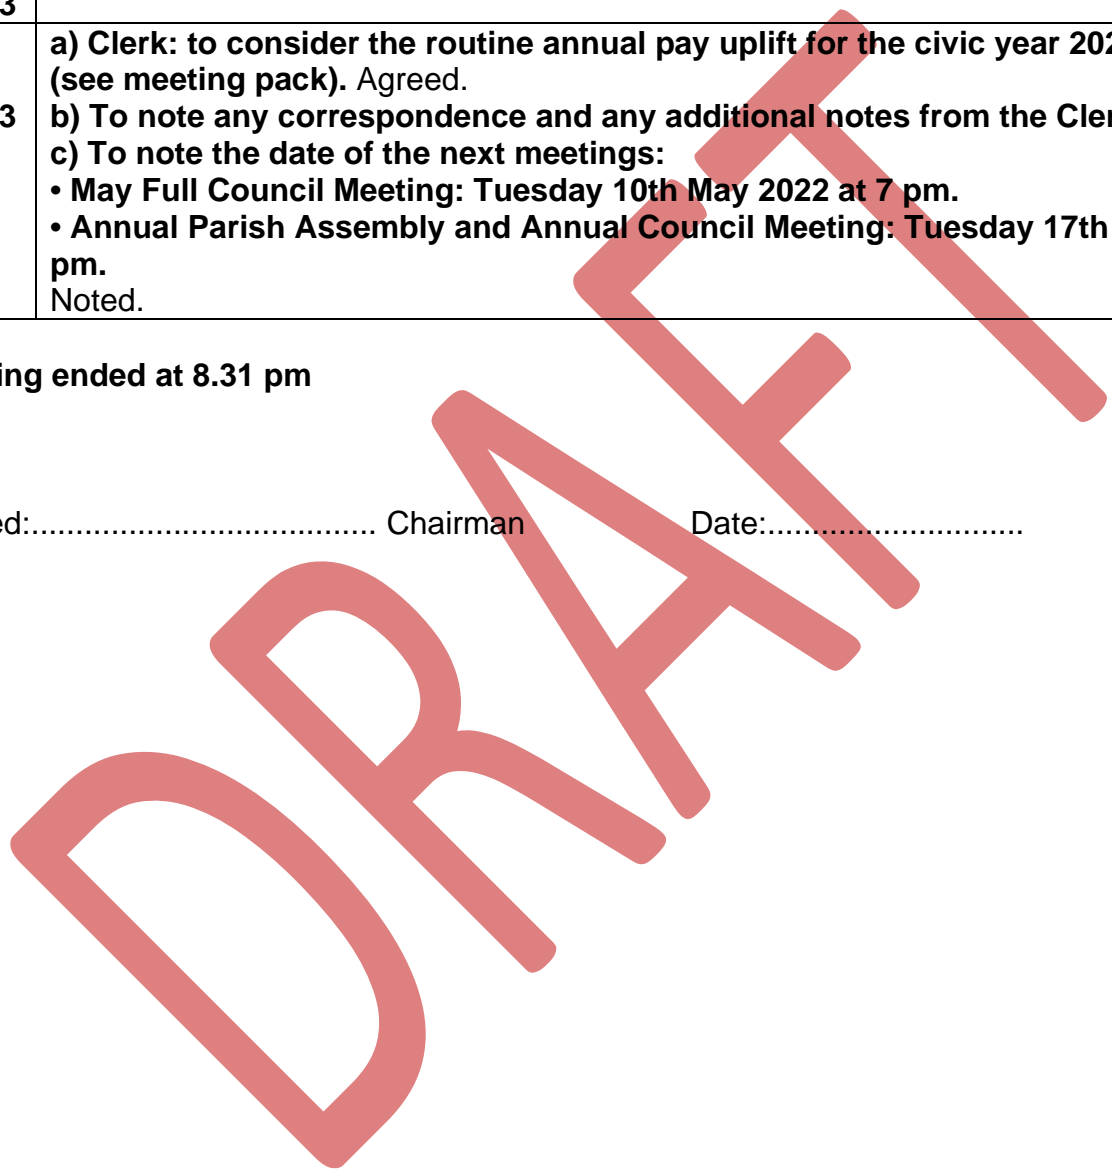 3
a) Clerk: to consider the routine annual pay uplift for the civic year 202
(see meeting pack). Agreed.
3 b) To note any correspondence and any additional notes from the Cler
c) To note the date of the next meetings:
• May Full Council Meeting: Tuesday 10th May 2022 at 7 pm.
• Annual Parish Assembly and Annual Council Meeting: Tuesday 17th
pm.
Noted.
ing ended at 8.31 pm
ed:....................................... Chairman Date:.............................
DRAFT